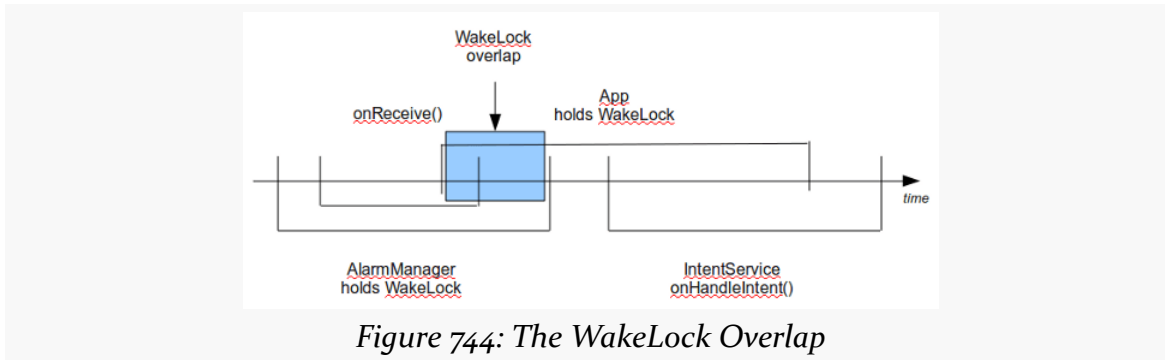 WakeLock
overlap
onReceive()
App
holds WakeLock
time
AlarmManager
holds WakeLock
IntentService
onHandleIntent()
Figure 744: The WakeLock Overlap